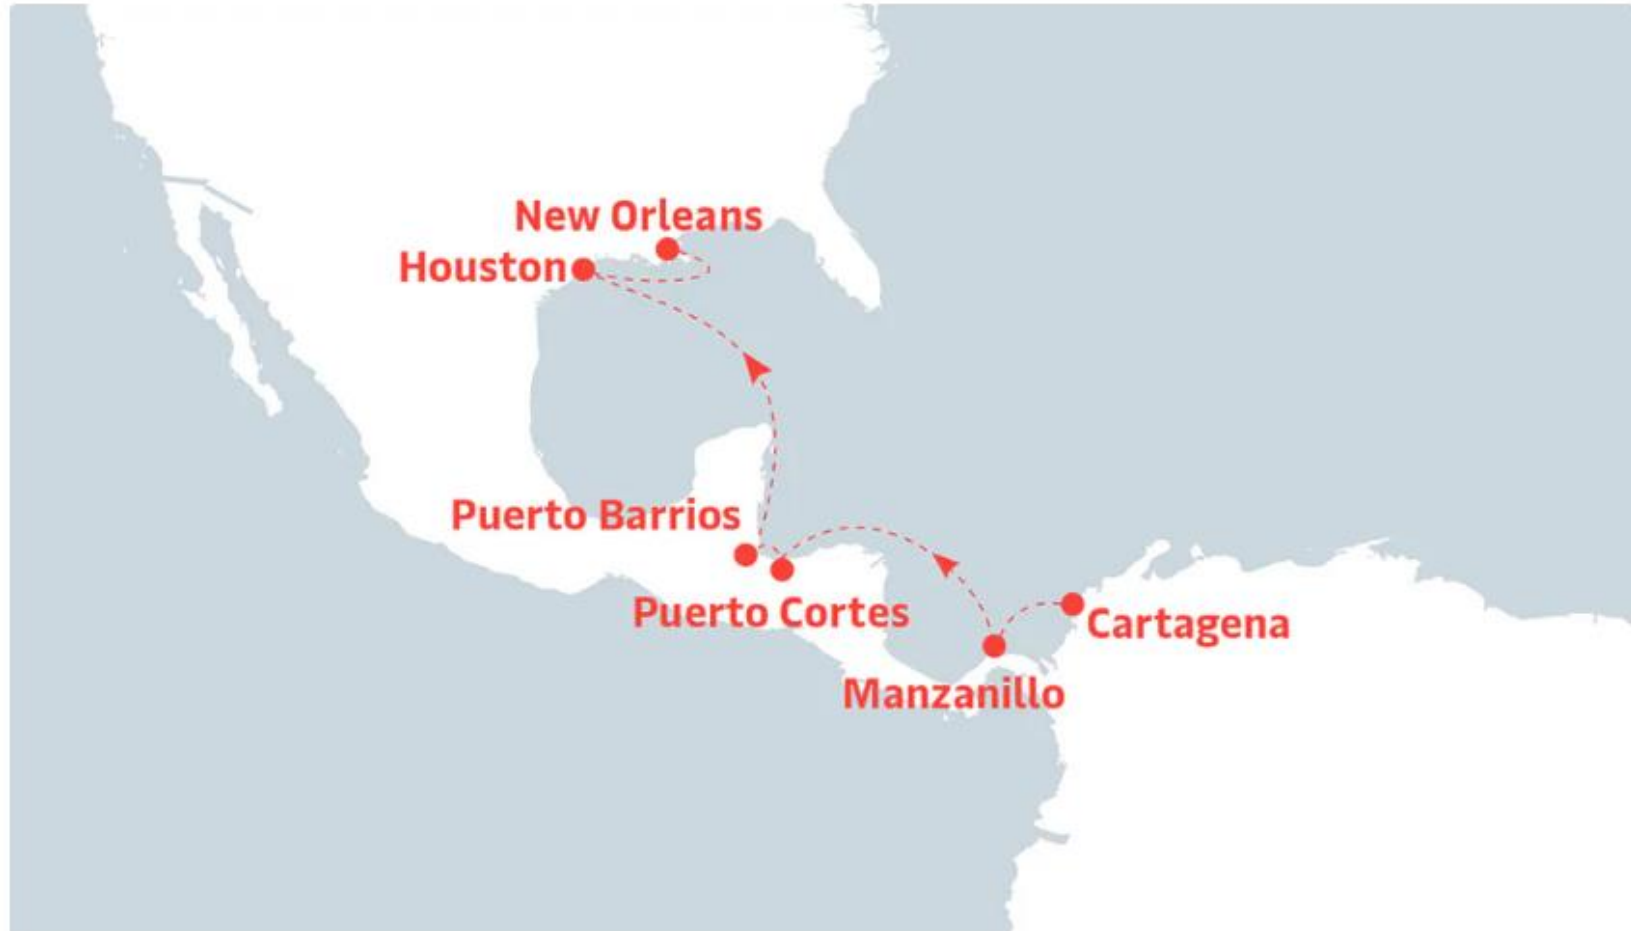 New Orleans
Houston
Puerto Barrios
Puerto Cortes
Cartagena
Manzanillo